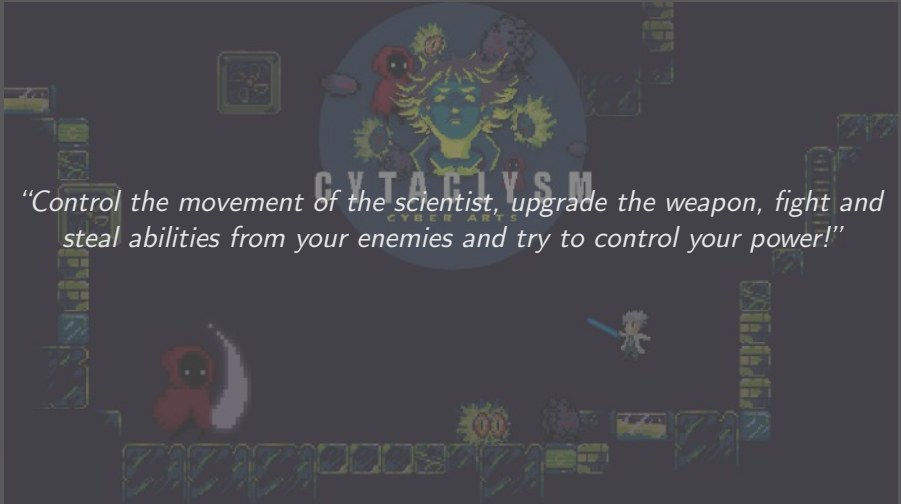 CYTACLYSM
“Control the movement of the scientist, upgrade the weapon, fight and
CYBER ARTS
steal abilities from your enemies and try to control your power!”